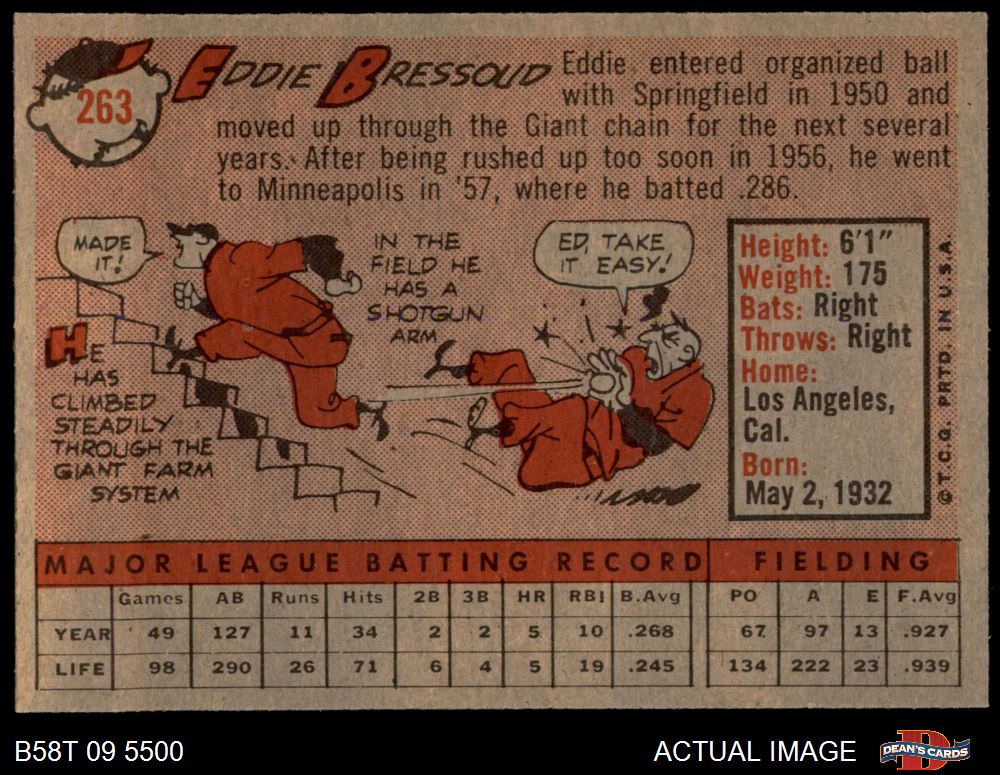 263
EDDIE BRESSOUD
Eddie entered organized ball
with Springfield in 1950 and
moved up through the Giant chain for the next several
years. After being rushed up too soon in 1956, he went
to Minneapolis in '57, where he batted .286.
MADE
IT!
HE
HAS
CLIMBED
STEADILY
THROUGH THE
GIANT FARM
SYSTEM
IN THE
FIELD HE
HAS A
SHOTGUN
ARM
ED, TAKE
IT EASY!
Height: 6'1"
Weight: 175
Bats: Right
Throws: Right
Home:
Los Angeles,
Cal.
Born:
May 2, 1932
© T.C.G. PRTD. IN U.S.A.
MAJOR LEAGUE BATTING RECORD FIELDING
Games AB Runs Hits 2B 3B HR RBI B.Avg PO A E F.Avg
YEAR 49 127 11 34 2 2 5 10 .268 67 97 13 .927
LIFE 98 290 26 71 6 4 5 19 .245 134 222 23 .939
B58T 09 5500
ACTUAL IMAGE
D
DEAN'S CARDS